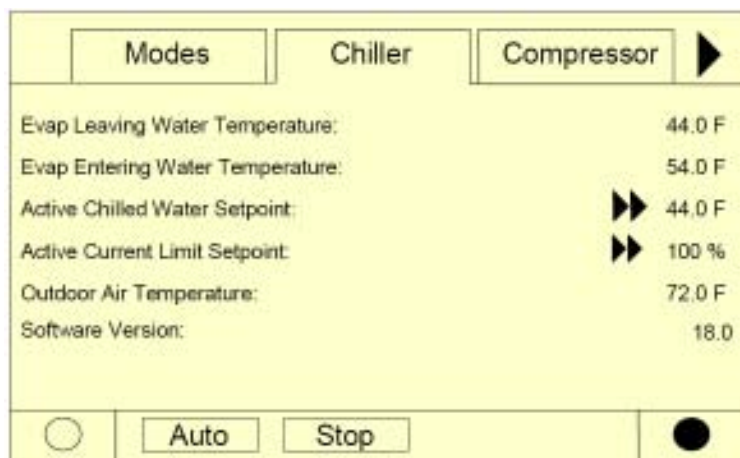 Modes Chiller Compressor
Evap Leaving Water Temperature: 44.0 F
Evap Entering Water Temperature: 54.0 F
Active Chilled Water Setpoint: 44.0 F
Active Current Limit Setpoint: 100 %
Outdoor Air Temperature: 72.0 F
Software Version: 18.0
Auto Stop